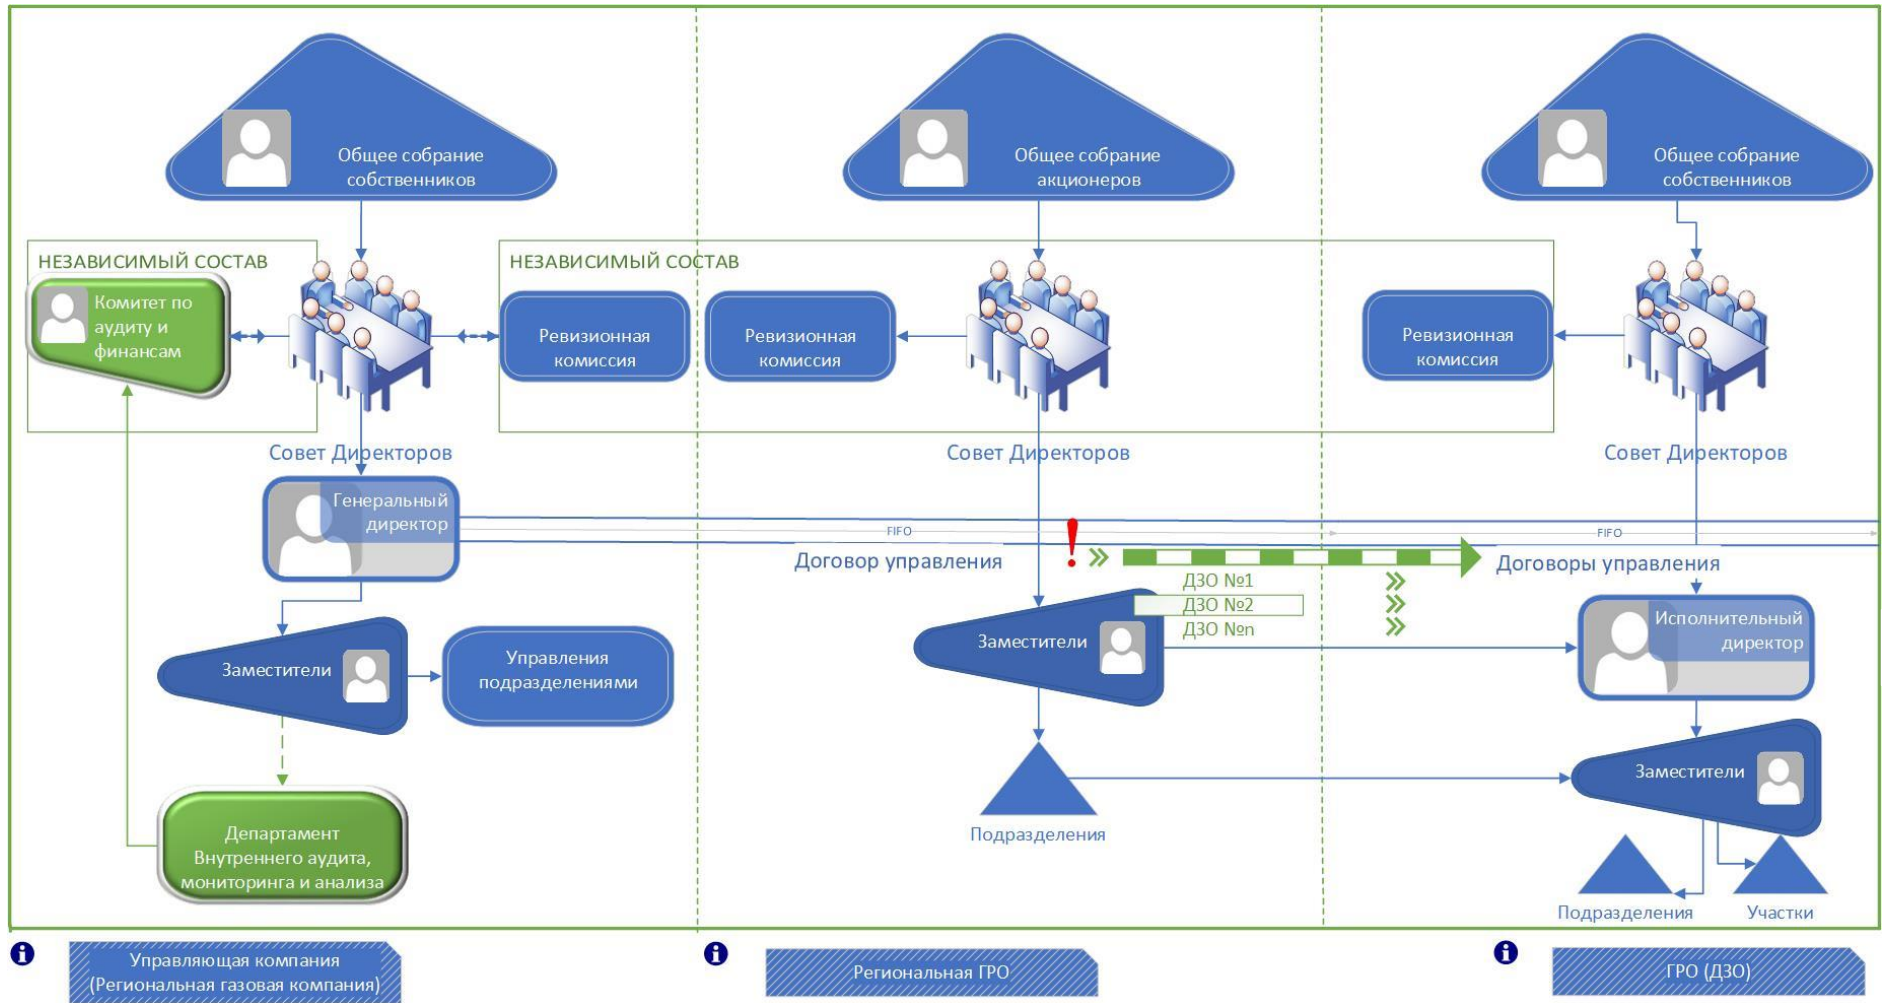 Общее собрание
собственников
Общее собрание
акционеров
Общее собрание
собственников
НЕЗАВИСИМЫЙ СОСТАВ
НЕЗАВИСИМЫЙ СОСТАВ
Комитет по
аудиту и
финансам
Ревизионная
комиссия
Ревизионная
комиссия
Ревизионная
комиссия
Совет Директоров
Совет Директоров
Совет Директоров
Генеральный
директор
FIFO
FIFO
Договор управления
!
Договоры управления
ДЗО №1
ДЗО №2
ДЗО №n
Заместители
Управления
подразделениями
Заместители
Исполнительный
директор
Заместители
Подразделения
Департамент
Внутреннего аудита,
мониторинга и анализа
Подразделения
Участки
Управляющая компания
(Региональная газовая компания)
Региональная ГРО
ГРО (ДЗО)